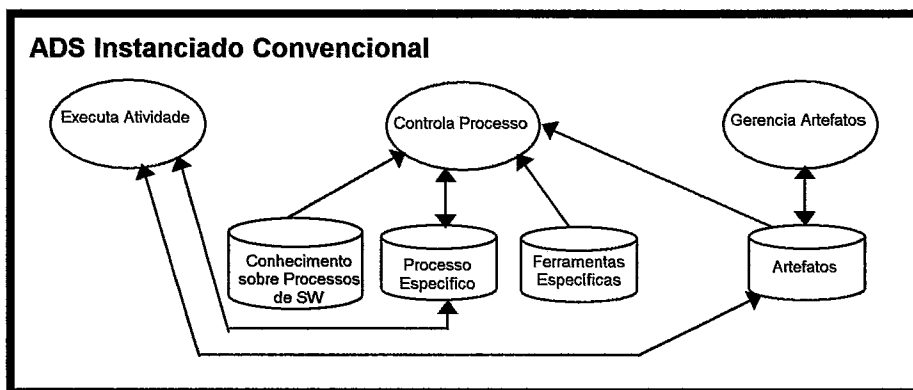 ADS Instanciado Convencional
Executa Atividade
Controla Processo
Gerencia Artefatos
Conhecimento
sobre Processos
de SW
Processo
Específico
Ferramentas
Específicas
Artefatos